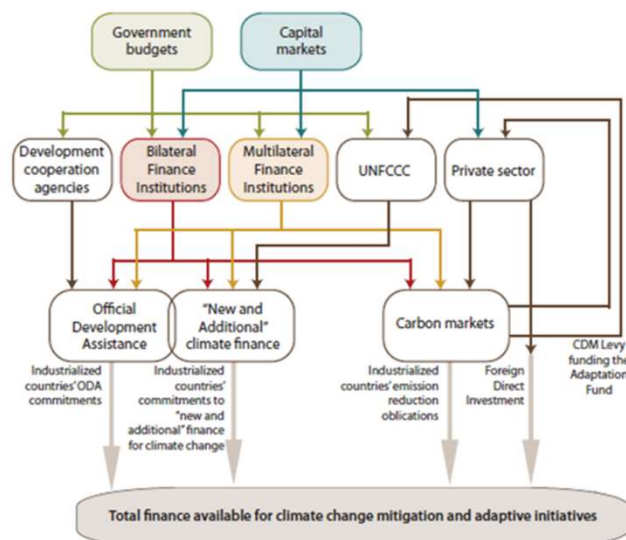 Government
budgets
Capital
markets
Development
cooperation
agencies
Bilateral
Finance
Institutions
Multilateral
Finance
Institutions
UNFCCC
Private sector
Official
Development
Assistance
"New and
Additional"
climate finance
Carbon markets
CDM Levy
funding the
Adaptation
Fund
Industrialized
countries' ODA
commitments
Industrialized
countries'
commitments to
"new and
additional" finance
for climate change
Industrialized
countries' emission
reduction
oblications
Foreign
Direct
Investment
Total finance available for climate change mitigation and adaptive initiatives